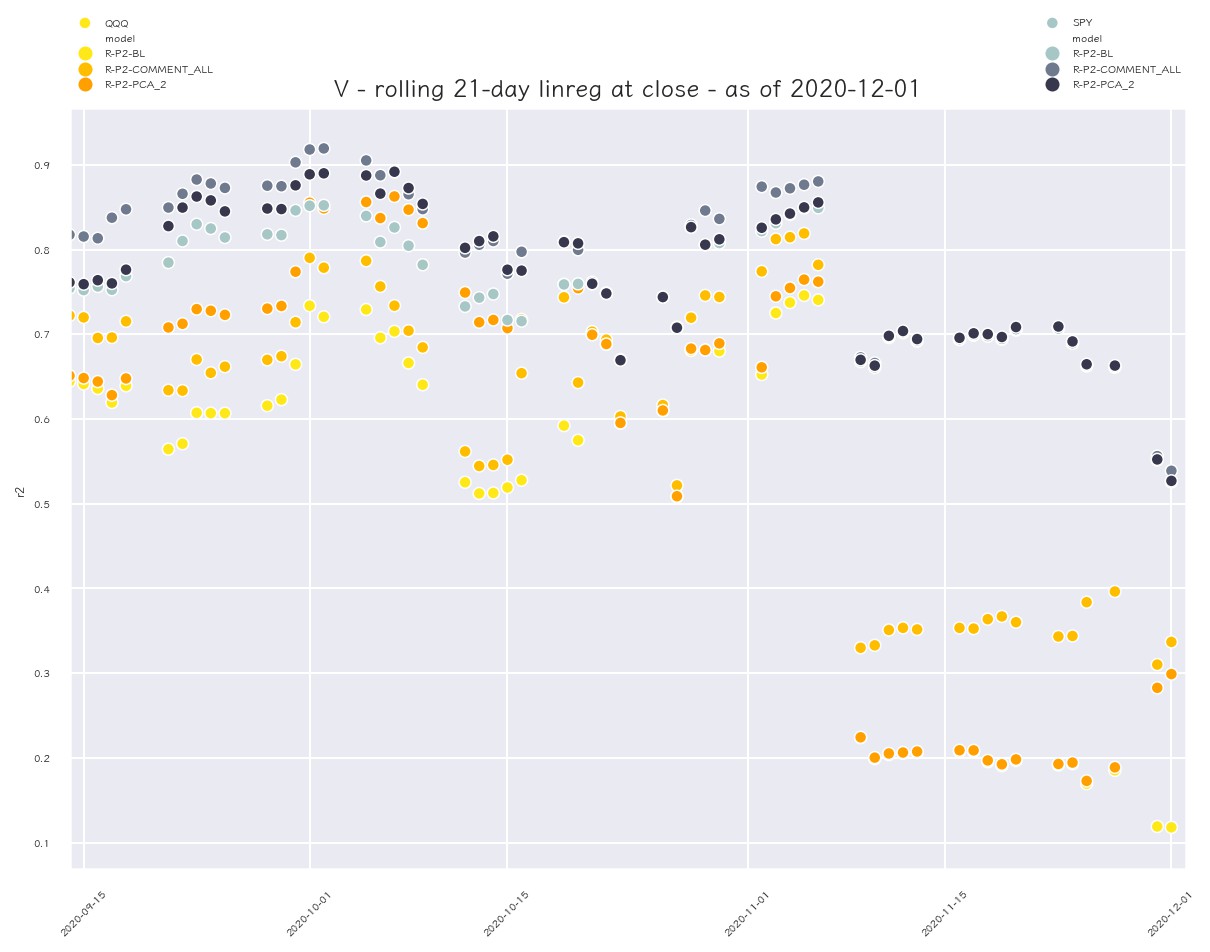 QQQ
model
R-P2-BL
R-P2-COMMENT_ALL
R-P2-PCA_2
SPY
model
R-P2-BL
R-P2-COMMENT_ALL
R-P2-PCA_2
V - rolling 21-day linreg at close - as of 2020-12-01
0.9
0.8
0.7
0.6
0.5
0.4
0.3
0.2
0.1
r2
2020-09-15
2020-10-01
2020-10-15
2020-11-01
2020-11-15
2020-12-01